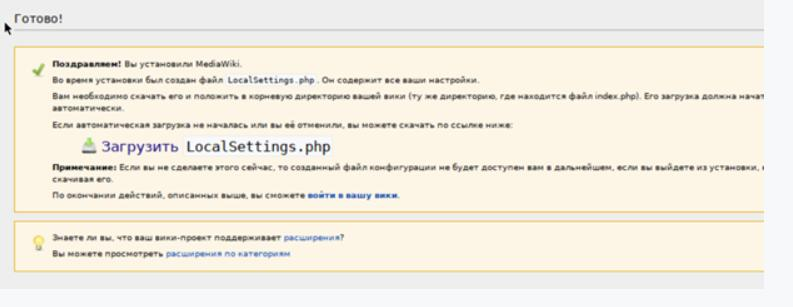 Готово!
Поздравляем! Вы установили MediaWiki.
Во время установки был создан файл LocalSettings.php. Он содержит все ваши настройки.
Вам необходимо скачать его и положить в корневую директорию вашей вики (ту же директорию, где находится файл index.php). Его загрузка должна начат
автоматически.
Если автоматическая загрузка не началась или вы её отменили, вы можете скачать по ссылке ниже:
Загрузить LocalSettings.php
Примечание: Если вы не сделаете этого сейчас, то созданный файл конфигурации не будет доступен вам в дальнейшем, если вы выйдете из установки,
скачивая его.
По окончании действий, описанных выше, вы сможете войти в вашу вики.
Знаете ли вы, что ваш вики-проект поддерживает расширения?
Вы можете просмотреть расширения по категориям